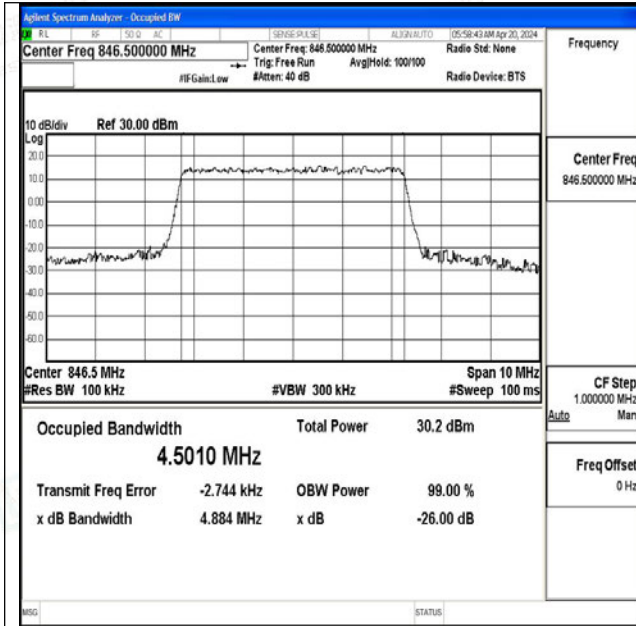 Agilent Spectrum Analyzer - Occupied BW
RL RF 50 Ω AC SENSE:PULSE ALIGNAUTO 05:58:43 AM Apr 20, 2024
Center Freq 846.500000 MHz
Center Freq: 846.500000 MHz
Radio Std: None
Trig: Free Run Avg|Hold: 100/100
#IFGain:Low #Atten: 40 dB Radio Device: BTS
10 dB/div Ref 30.00 dBm
Log
20.0
10.0
0.00
-10.0
-20.0
-30.0
-40.0
-50.0
-60.0
Center 846.5 MHz Span 10 MHz
#Res BW 100 kHz #VBW 300 kHz #Sweep 100 ms
Occupied Bandwidth Total Power 30.2 dBm
4.5010 MHz
Transmit Freq Error -2.744 kHz OBW Power 99.00 %
x dB Bandwidth 4.884 MHz x dB -26.00 dB
MSG STATUS
Frequency
Center Freq
846.500000 MHz
CF Step
1.000000 MHz
Auto Man
Freq Offset
0 Hz